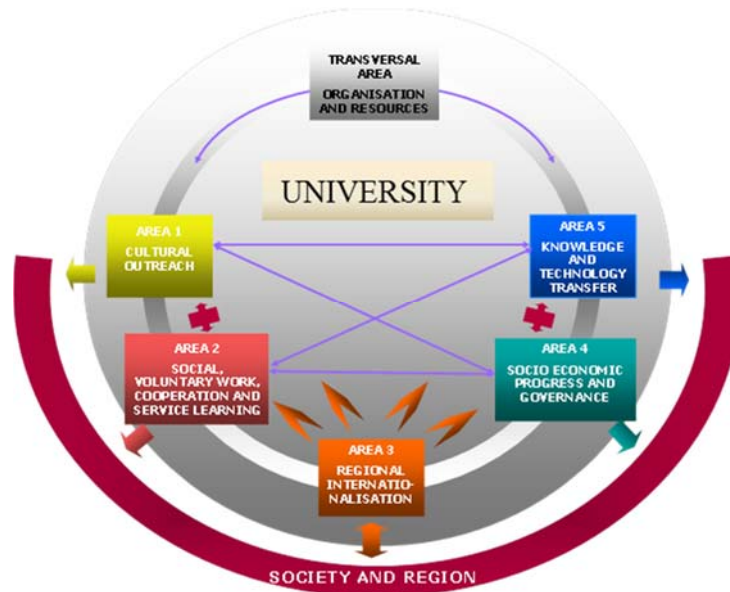 TRANSVERSAL
AREA
ORGANISATION
AND RESOURCES
UNIVERSITY
AREA 1
CULTURAL
OUTREACH
AREA 5
KNOWLEDGE
AND
TECHNOLOGY
TRANSFER
AREA 2
SOCIAL,
VOLUNTARY WORK,
COOPERATION AND
SERVICE LEARNING
AREA 4
SOCIO ECONOMIC
PROGRESS AND
GOVERNANCE
AREA 3
REGIONAL
INTERNATIO-
NALISATION
SOCIETY AND REGION